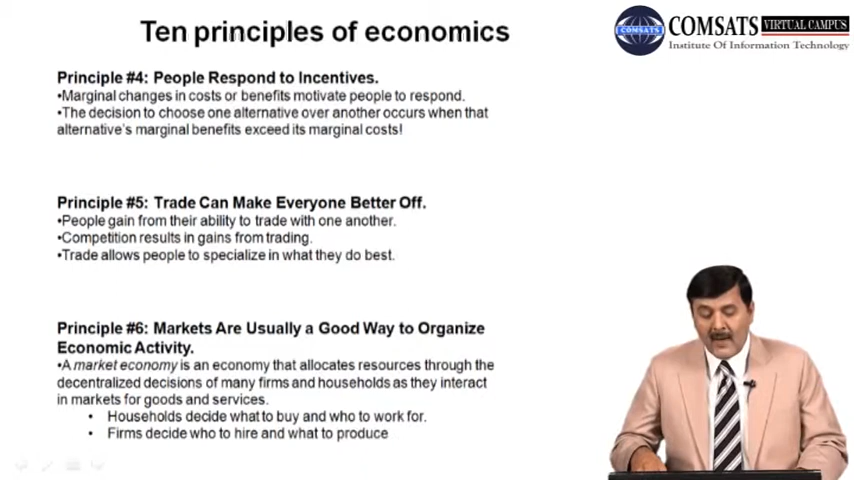 Ten principles of economics
COMSATS VIRTUAL CAMPUS
COMSATS
Institute Of Information Technology
Principle #4: People Respond to Incentives.
•Marginal changes in costs or benefits motivate people to respond.
•The decision to choose one alternative over another occurs when that
alternative's marginal benefits exceed its marginal costs!
Principle #5: Trade Can Make Everyone Better Off.
•People gain from their ability to trade with one another.
•Competition results in gains from trading.
•Trade allows people to specialize in what they do best.
Principle #6: Markets Are Usually a Good Way to Organize
Economic Activity.
•A market economy is an economy that allocates resources through the
decentralized decisions of many firms and households as they interact
in markets for goods and services.
• Households decide what to buy and who to work for.
• Firms decide who to hire and what to produce